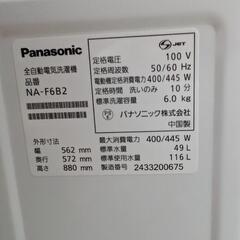 Panasonic
全自動電気洗濯機
品番
NA-F6B2
S JET
定格電圧 100 V
定格周波数 50/60 Hz
電動機定格消費電力 400/445 W
定格時間 洗いのみ 10 分
標準洗濯容量 6.0 kg
パナソニック株式会社
中国製
外形寸法
幅 562 mm
奥行 572 mm
高さ 880 mm
最大消費電力 400/445 W
標準水量 49 L
標準使用水量 116 L
製造番号 2433200675